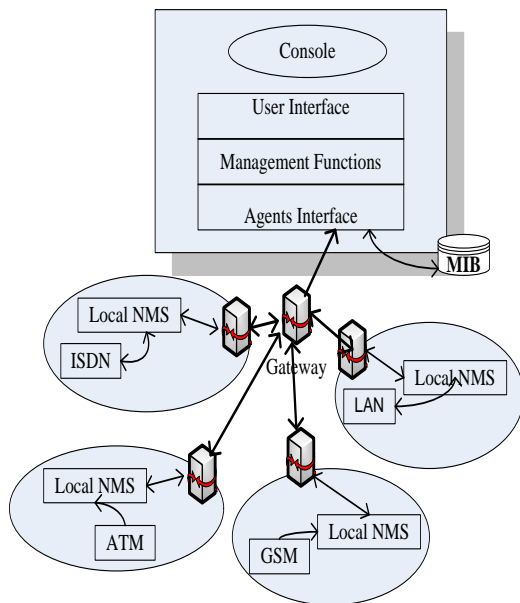 Console
User Interface
Management Functions
Agents Interface
MIB
Local NMS
ISDN
Gateway
Local NMS
LAN
Local NMS
ATM
Local NMS
GSM